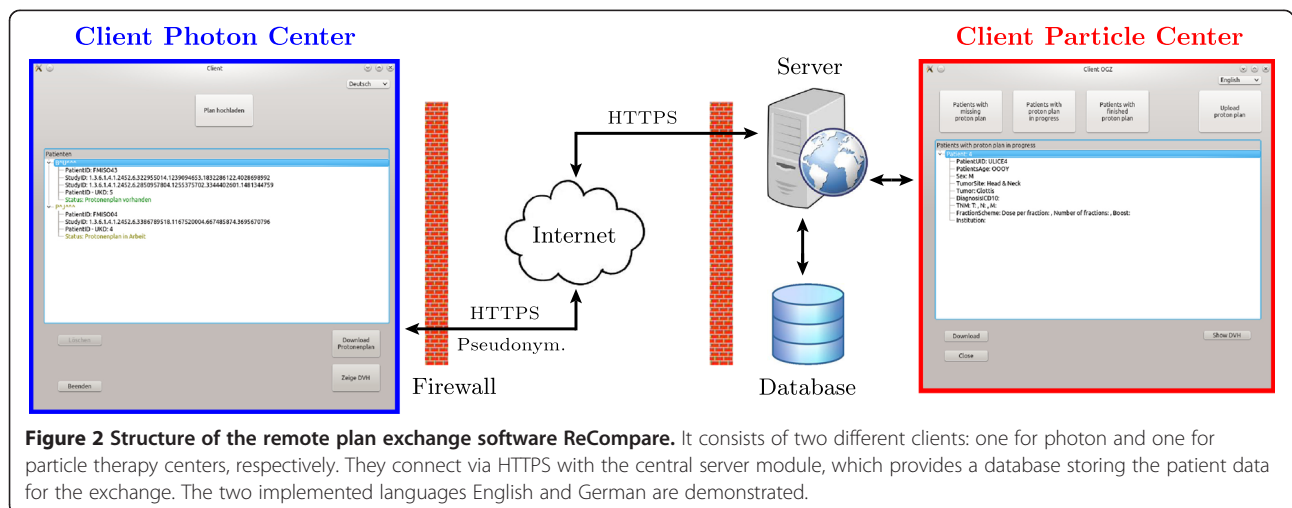 Client Photon Center
Client
Deutsch
Plan hochladen
Patienten
PatientID: FMISO43
StudyID: 1.3.6.1.4.1.2452.6.322955014.1239094653.1832286122.4028698992
StudyID: 1.3.6.1.4.1.2452.6.2850957804.1255375702.3344402601.1481344759
PatientID - UKD: 5
Status: Protonenplan vorhanden
PatientID: FMISO04
StudyID: 1.3.6.1.4.1.2452.6.3386789518.1167520004.667485874.3695670796
PatientID - UKD: 4
Status: Protonenplan in Arbeit
Löschen
Download
Protonenplan
Zeige DVH
Beenden
HTTPS
Internet
HTTPS
Pseudonym.
Firewall
Server
Database
Client Particle Center
Client OGZ
English
Patients with
missing
proton plan
Patients with
proton plan
in progress
Patients with
finished
proton plan
Upload
proton plan
Patients with proton plan in progress
Patient: 4
PatientUID: ULICE4
PatientsAge: OOOY
Sex: M
TumorSite: Head & Neck
Tumor: Glottis
DiagnosisICD10:
TNM: T: , N: , M:
FractionScheme: Dose per fraction: , Number of fractions: , Boost:
Institution:
Download
Show DVH
Close
Figure 2 Structure of the remote plan exchange software ReCompare. It consists of two different clients: one for photon and one for
particle therapy centers, respectively. They connect via HTTPS with the central server module, which provides a database storing the patient data
for the exchange. The two implemented languages English and German are demonstrated.